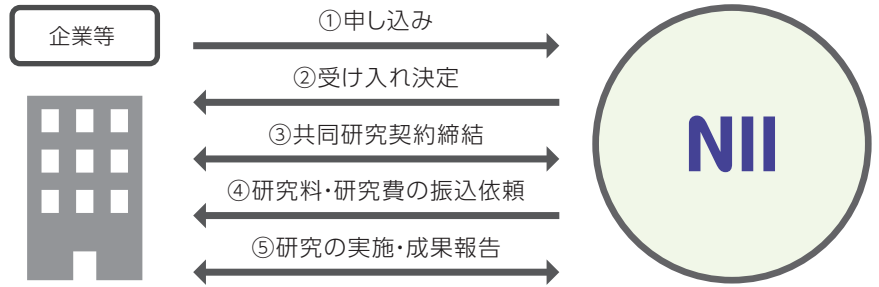 企業等
①申し込み
②受け入れ決定
③共同研究契約締結
④研究料・研究費の振込依頼
⑤研究の実施・成果報告
NII